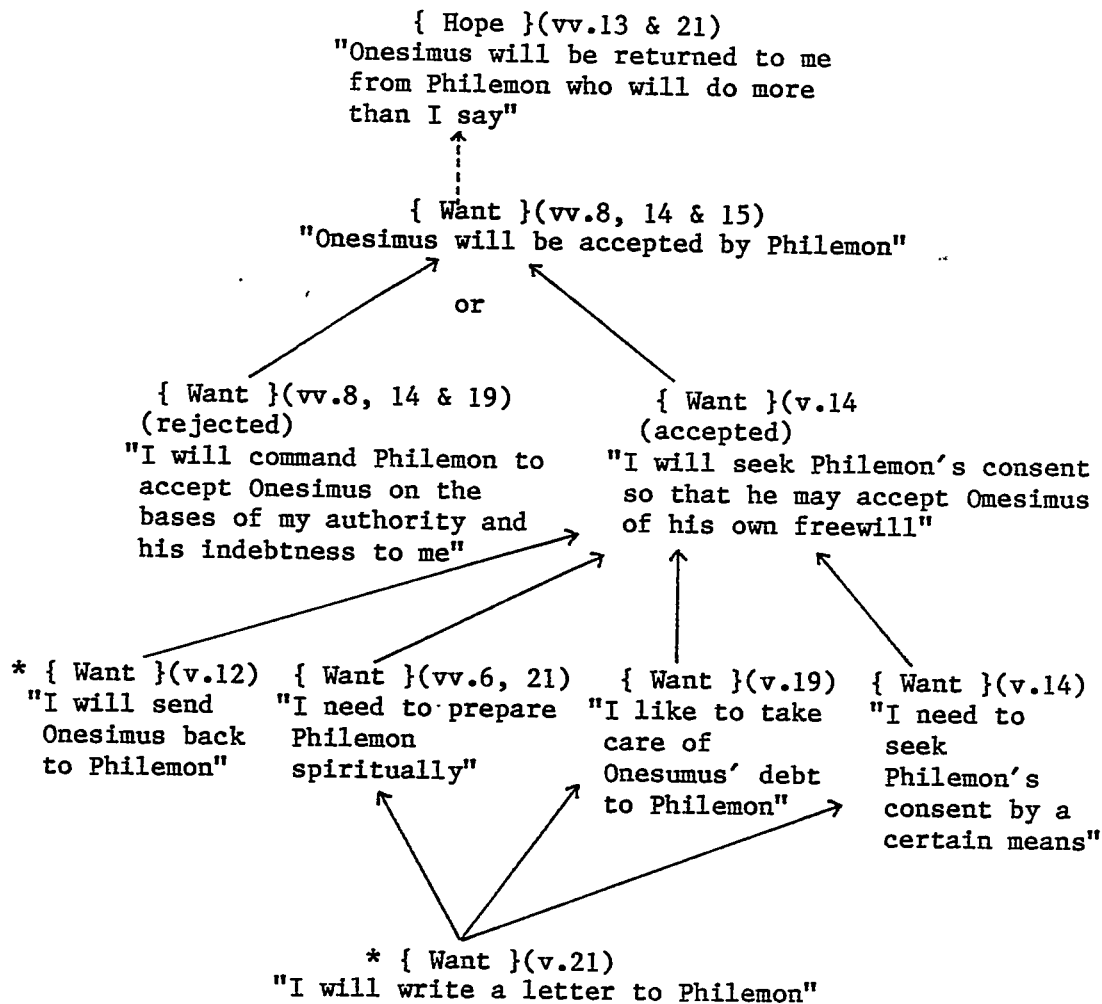 { Hope }(vv.13 & 21)
"Onesimus will be returned to me
from Philemon who will do more
than I say"
{ Want }(vv.8, 14 & 15)
"Onesimus will be accepted by Philemon"
or
{ Want }(vv.8, 14 & 19)
(rejected)
"I will command Philemon to
accept Onesimus on the
bases of my authority and
his indebtness to me"
{ Want }(v.14
(accepted)
"I will seek Philemon's consent
so that he may accept Omesimus
of his own freewill"
* { Want }(v.12)
"I will send
Onesimus back
to Philemon"
{ Want }(vv.6, 21)
"I need to prepare
Philemon
spiritually"
{ Want }(v.19)
"I like to take
care of
Onesumus' debt
to Philemon"
{ Want }(v.14)
"I need to
seek
Philemon's
consent by a
certain means"
* { Want }(v.21)
"I will write a letter to Philemon"